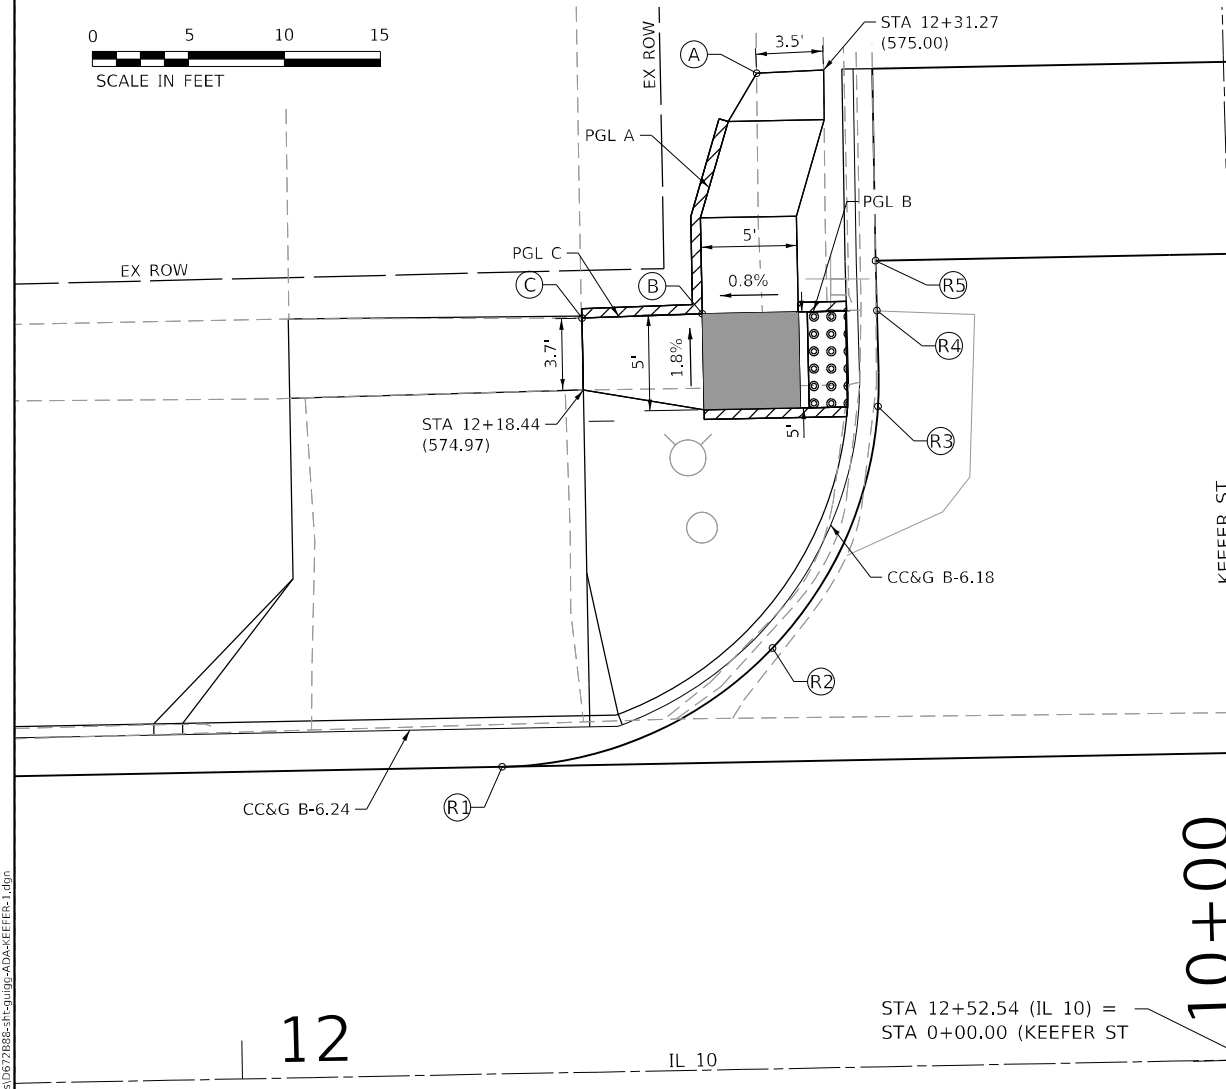 0 5 10 15
SCALE IN FEET
EX ROW
A
3.5'
STA 12+31.27
(575.00)
PGL A
PGL B
5'
PGL C
EX ROW
C
B
0.8%
R5
R4
3.7'
5'
1.8%
STA 12+18.44
(574.97)
5'
R3
KEEFER ST
CC&G B-6.18
R2
CC&G B-6.24
R1
10+00
12
STA 12+52.54 (IL 10) =
STA 0+00.00 (KEEFER ST
IL 10
s\D672B88-sht-guigg-ADA-KEEFER-1.dgn